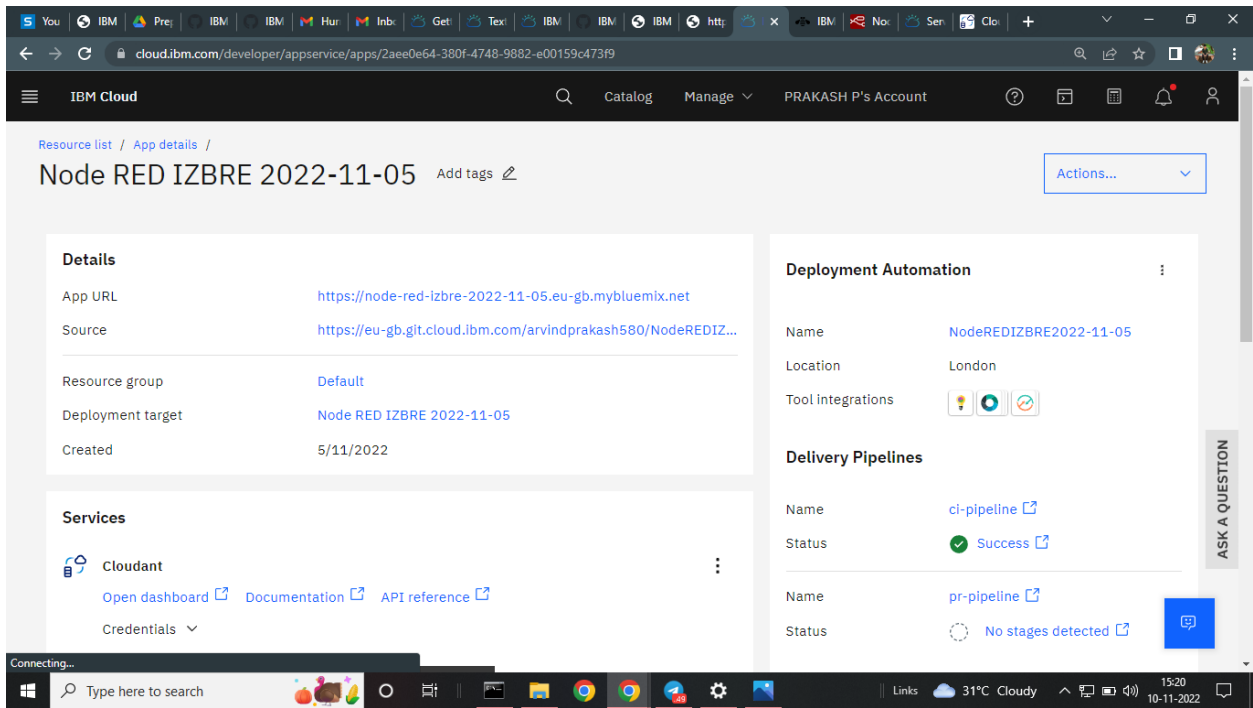 You
IBM
Prep
IBM
IBM
Hun
Inbo
Get
Text
IBM
IBM
IBM
http
IBM
Noc
Serv
Clou
cloud.ibm.com/developer/appservice/apps/2aee0e64-380f-4748-9882-e00159c473f9
IBM Cloud Catalog Manage PRAKASH P's Account
Resource list / App details /
Node RED IZBRE 2022-11-05 Add tags
Actions...
Details
App URL https://node-red-izbre-2022-11-05.eu-gb.mybluemix.net
Source https://eu-gb.git.cloud.ibm.com/arvindprakash580/NodeREDIZ...
Resource group Default
Deployment target Node RED IZBRE 2022-11-05
Created 5/11/2022
Services
Cloudant
Open dashboard Documentation API reference
Credentials
Deployment Automation
Name NodeREDIZBRE2022-11-05
Location London
Tool integrations
Delivery Pipelines
Name ci-pipeline
Status Success
Name pr-pipeline
Status No stages detected
ASK A QUESTION
Connecting...
Type here to search
49
Links
31°C Cloudy
15:20
10-11-2022